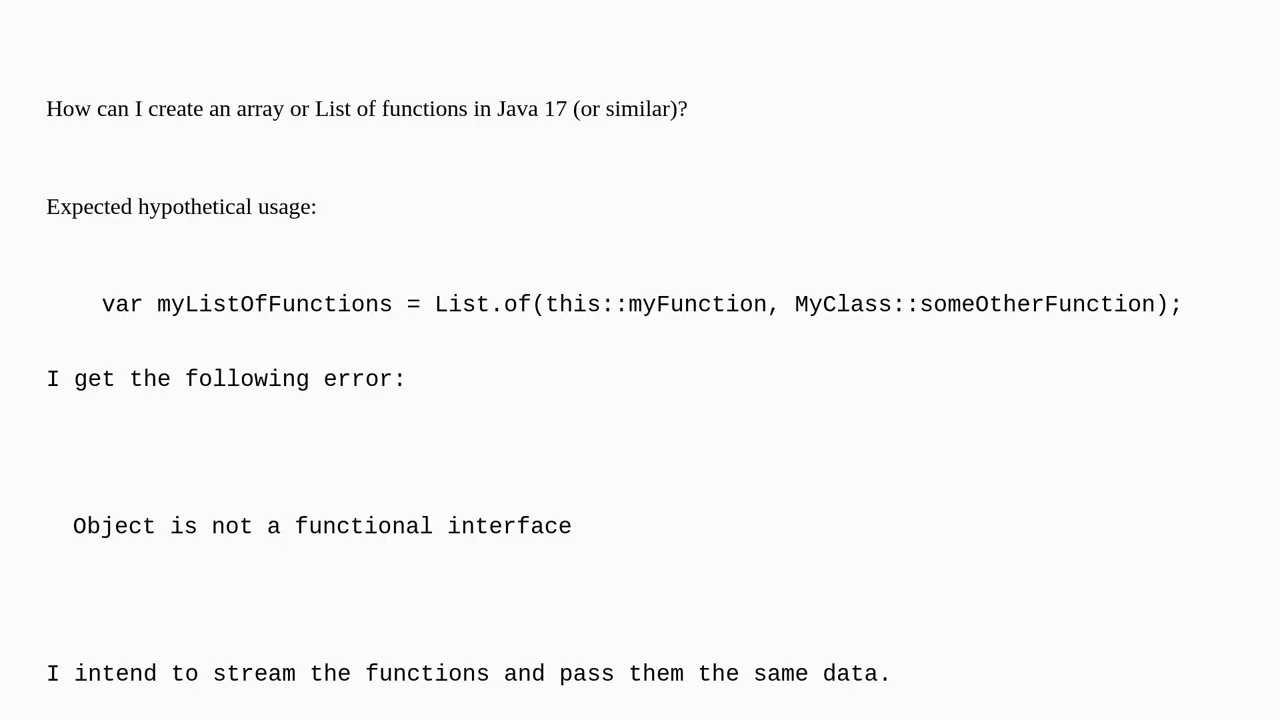 How can I create an array or List of functions in Java 17 (or similar)?
Expected hypothetical usage:
var myListOfFunctions = List.of(this::myFunction, MyClass::someOtherFunction);
I get the following error:
Object is not a functional interface
I intend to stream the functions and pass them the same data.